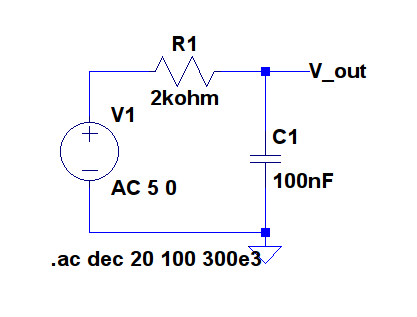 R1
V_out
2kohm
V1
C1
AC 5 0
100nF
.ac dec 20 100 300e3